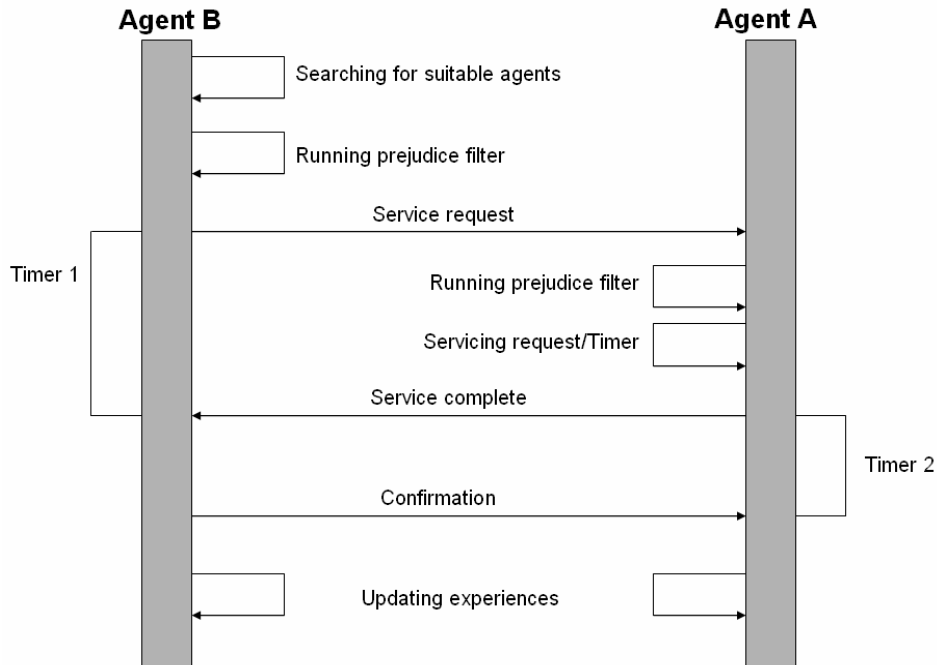 Agent B
Agent A
Searching for suitable agents
Running prejudice filter
Service request
Timer 1
Running prejudice filter
Servicing request/Timer
Service complete
Timer 2
Confirmation
Updating experiences